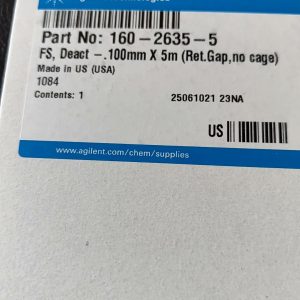 Part No: 160-2635-5
FS, Deact -.100mm X 5m (Ret.Gap,no cage)
Made in US (USA)
1084
Contents: 1
25061021 23NA
US
www.agilent.com/chem/supplies